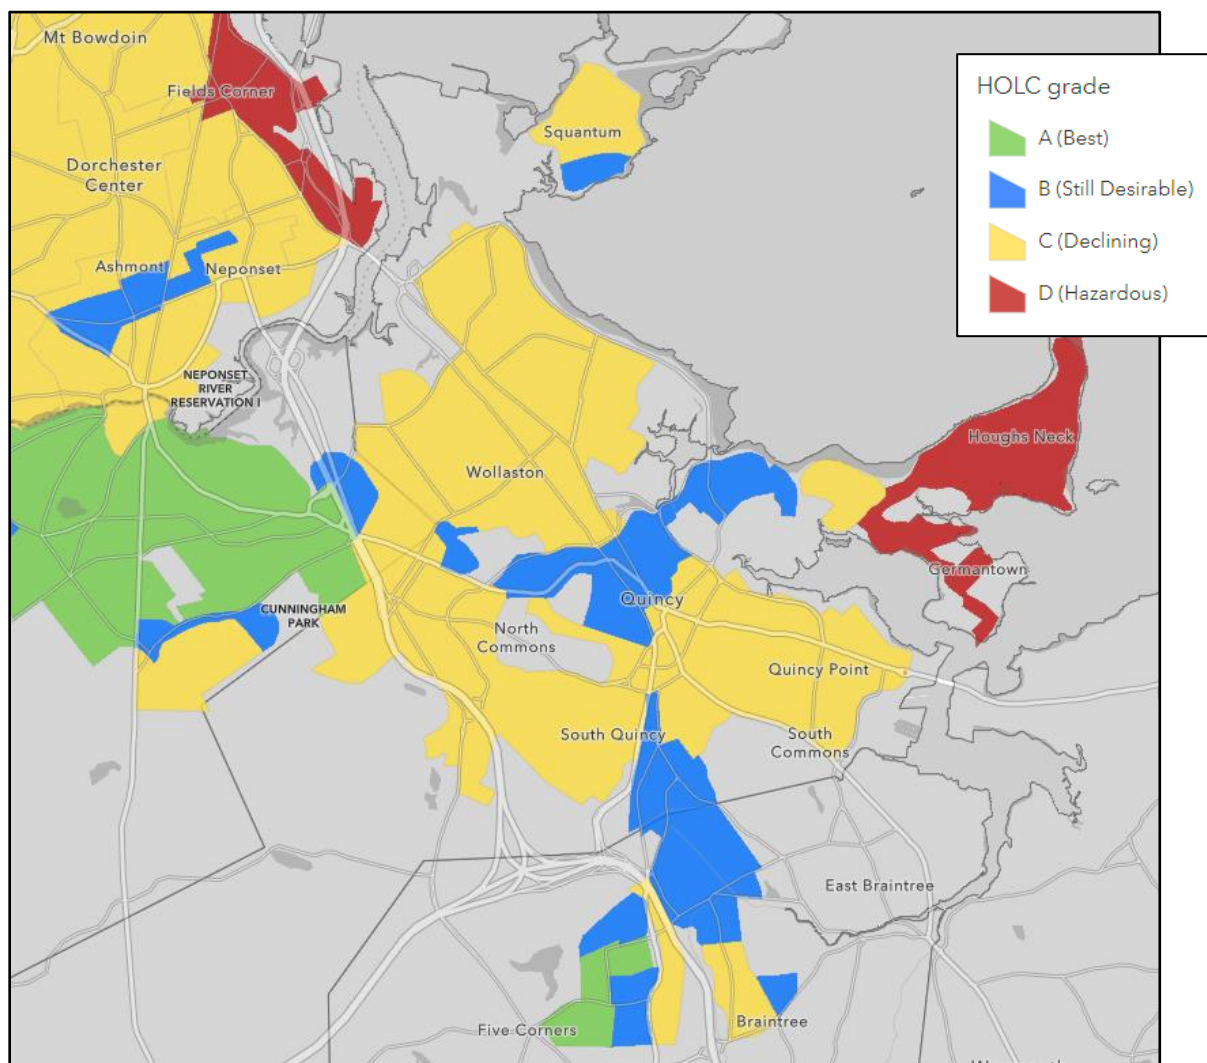 Mt Bowdoin
Fields Corner
Squantum
Dorchester
Center
Ashmont
Neponset
NEPONSET
RIVER
RESERVATION I
Houghs Neck
Wollaston
Germantown
CUNNINGHAM
PARK
Quincy
North
Commons
Quincy Point
South Quincy
South
Commons
East Braintree
Five Corners
Braintree
HOLC grade
A (Best)
B (Still Desirable)
C (Declining)
D (Hazardous)